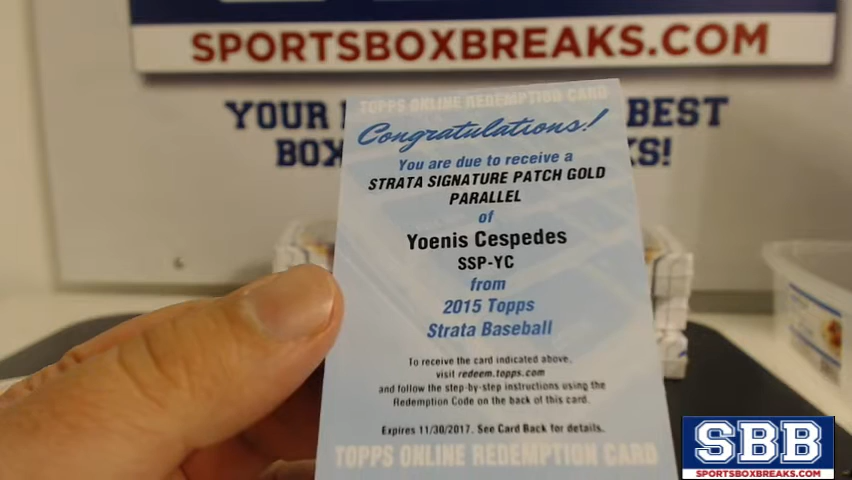 SPORTSBOXBREAKS.COM
YOUR BEST
BOX KS!
TOPPS ONLINE REDEMPTION CARD
Congratulations!
You are due to receive a
STRATA SIGNATURE PATCH GOLD
PARALLEL
of
Yoenis Cespedes
SSP-YC
from
2015 Topps
Strata Baseball
To receive the card indicated above,
visit redeem.topps.com
and follow the step-by-step instructions using the
Redemption Code on the back of this card.
Expires 11/30/2017. See Card Back for details.
TOPPS ONLINE REDEMPTION CARD
SBB
SPORTSBOXBREAKS.COM